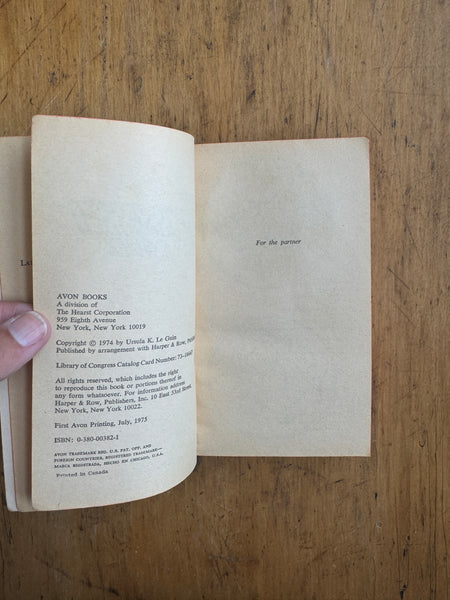 AVON BOOKS
A division of
The Hearst Corporation
959 Eighth Avenue
New York, New York 10019
Copyright © 1974 by Ursula K. Le Guin
Published by arrangement with Harper & Row,
Library of Congress Catalog Card Number: 73-
All rights reserved, which includes the right
to reproduce this book or portions thereof in
any form whatsoever. For information address
Harper & Row, Publishers, Inc. 10 East 53rd Street,
New York, New York 10022.
First Avon Printing, July, 1975
ISBN: 0-380-00382-1
AVON TRADEMARK REG. U.S. PAT. OFF. AND
FOREIGN COUNTRIES, REGISTERED TRADEMARK—
MARCA REGISTRADA, HECHO EN CHICAGO, U.S.A.
Printed in Canada
For the partner